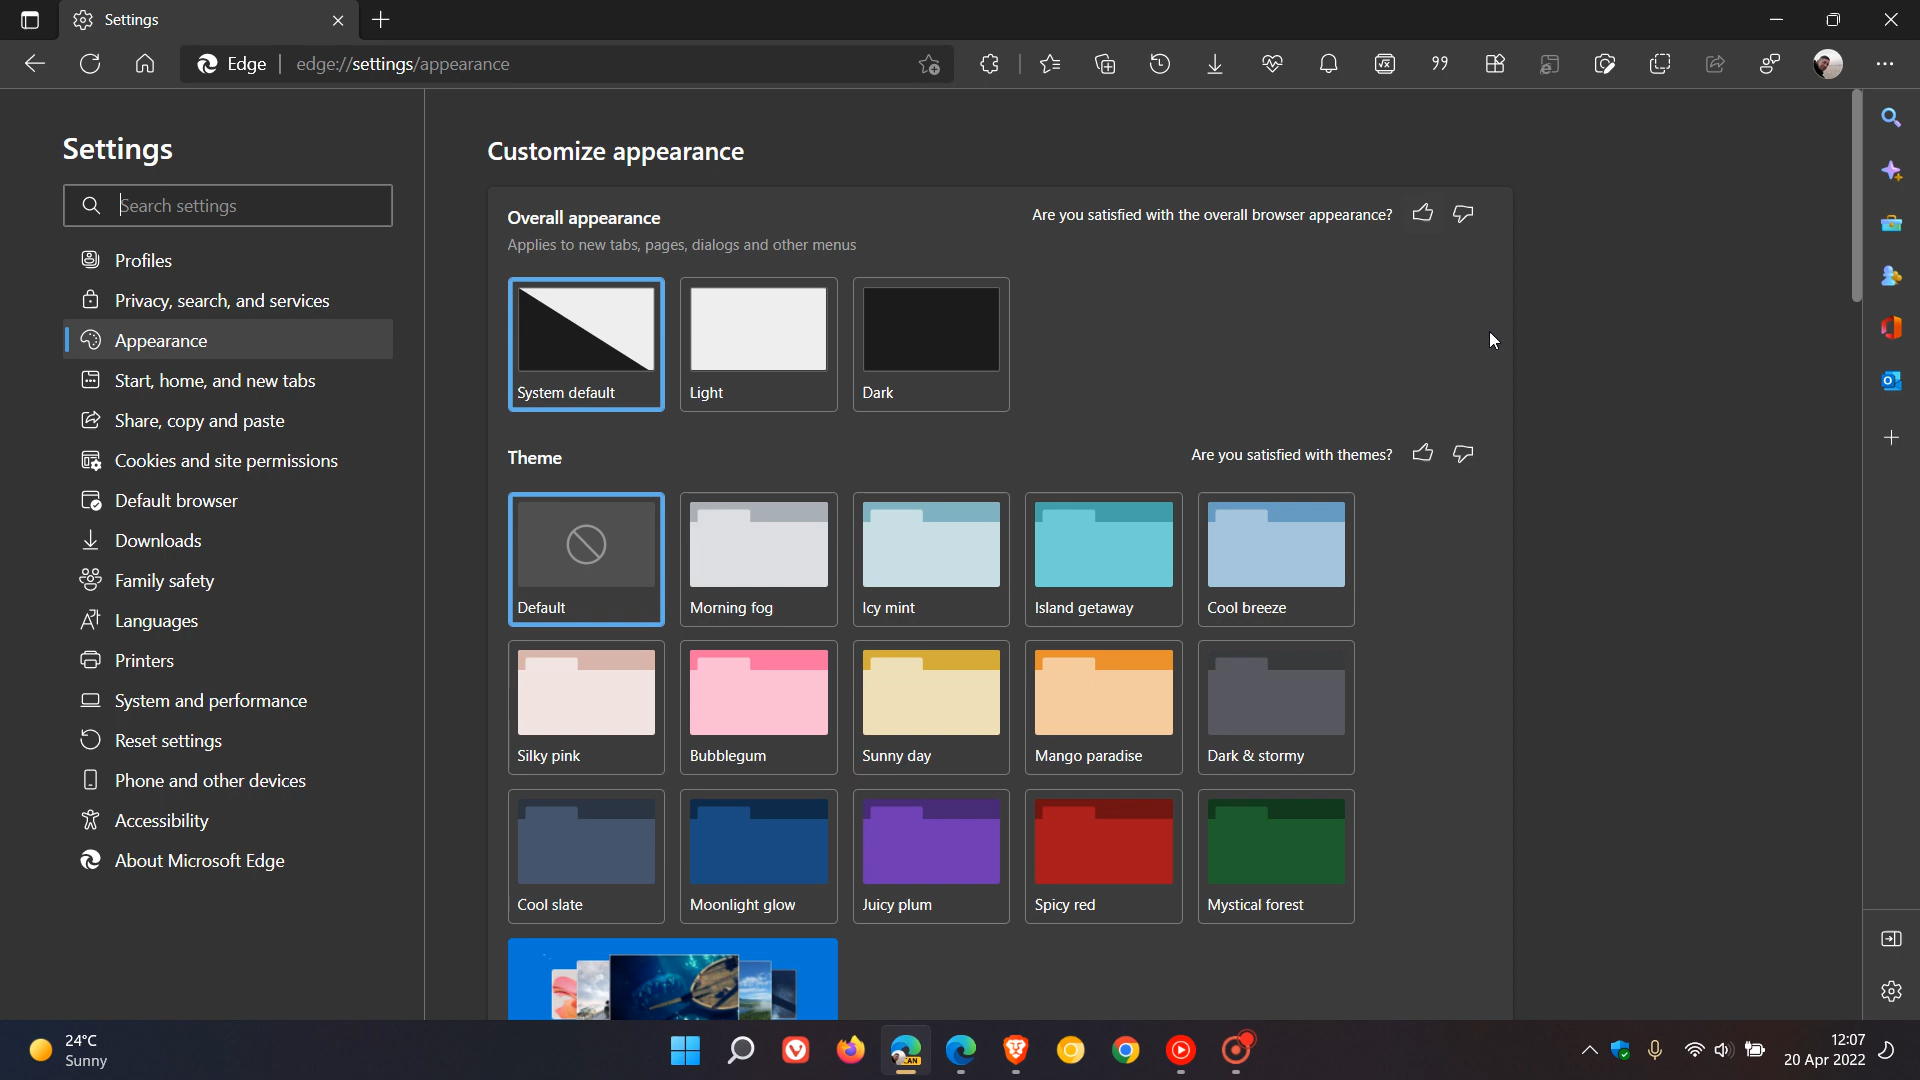 Settings
Edge
edge://settings/appearance
Settings
Search settings
Profiles
Privacy, search, and services
Appearance
Start, home, and new tabs
Share, copy and paste
Cookies and site permissions
Default browser
Downloads
Family safety
Languages
Printers
System and performance
Reset settings
Phone and other devices
Accessibility
About Microsoft Edge
Customize appearance
Overall appearance
Are you satisfied with the overall browser appearance?
Applies to new tabs, pages, dialogs and other menus
System default
Light
Dark
Theme
Are you satisfied with themes?
Default
Morning fog
Icy mint
Island getaway
Cool breeze
Silky pink
Bubblegum
Sunny day
Mango paradise
Dark & stormy
Cool slate
Moonlight glow
Juicy plum
Spicy red
Mystical forest
24°C
Sunny
CAN
12:07
20 Apr 2022